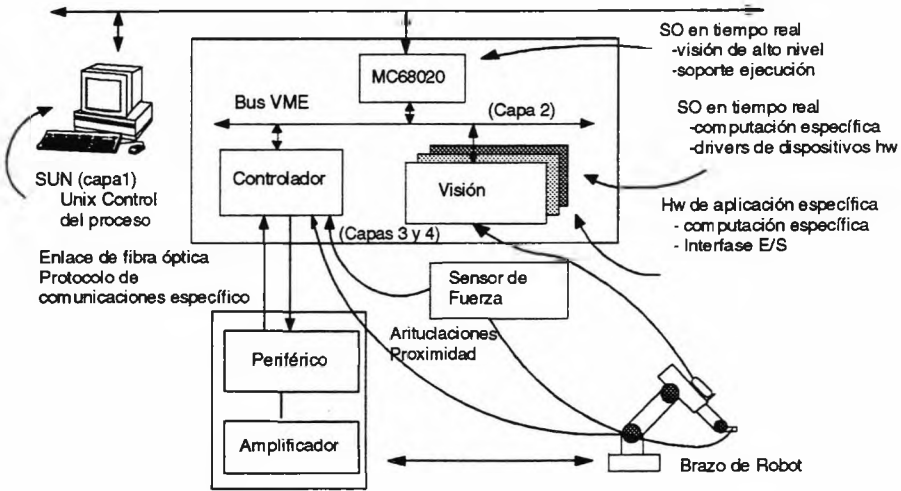 SO en tiempo real
-visión de alto nivel
-soporte ejecución
MC68020
Bus VME
(Capa 2)
SO en tiempo real
-computación específica
-drivers de dispositivos hw
SUN (capa1)
Unix Control
del proceso
Controlador
Visión
Hw de aplicación específica
- computación específica
- Interfase E/S
(Capas 3 y 4)
Enlace de fibra óptica
Protocolo de
comunicaciones específico
Sensor de
Fuerza
Arituclaciones
Proximidad
Periférico
Amplificador
Brazo de Robot